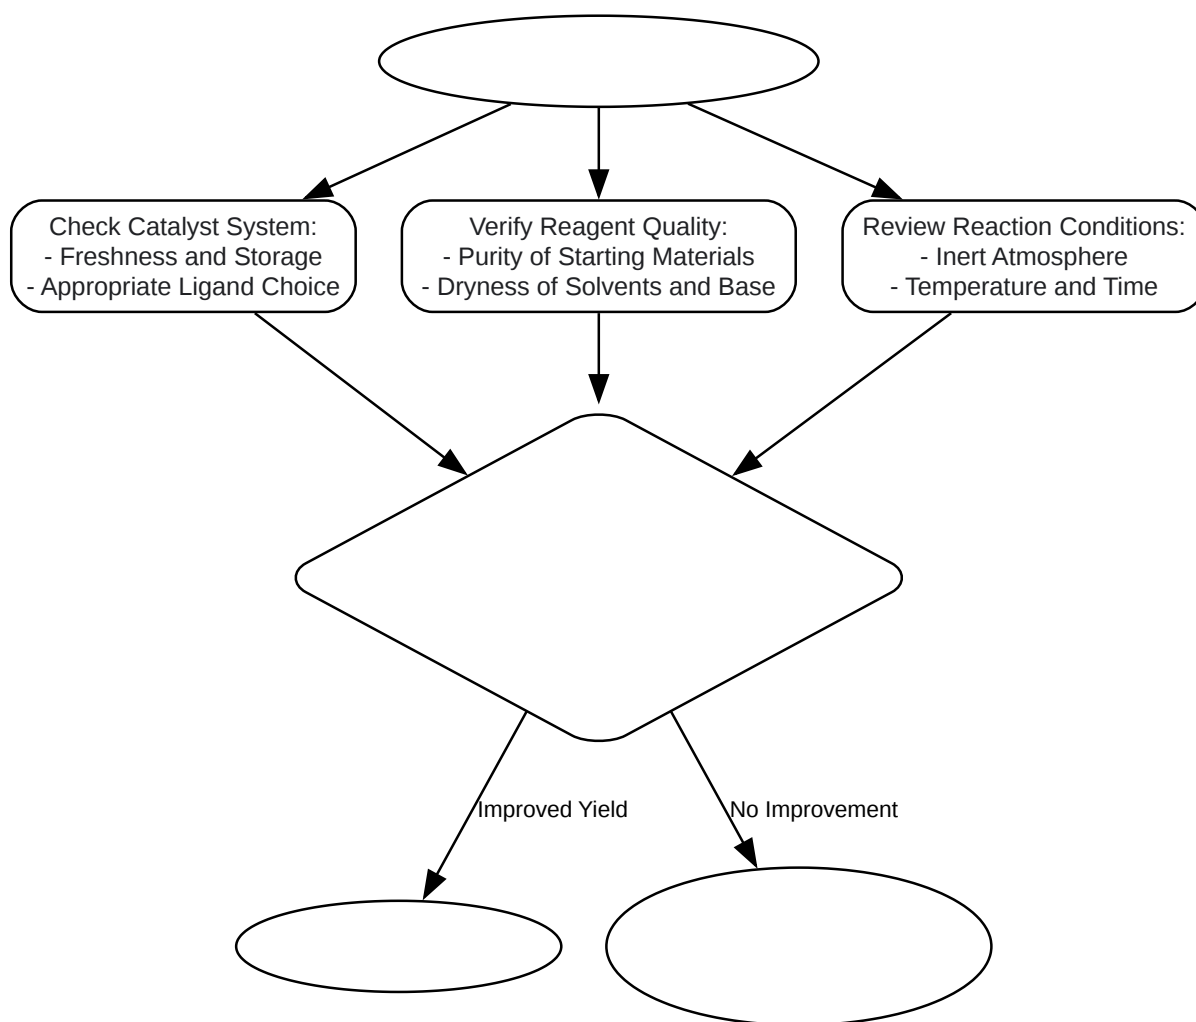 Check Catalyst System:
- Freshness and Storage
- Appropriate Ligand Choice
Verify Reagent Quality:
- Purity of Starting Materials
- Dryness of Solvents and Base
Review Reaction Conditions:
- Inert Atmosphere
- Temperature and Time
Improved Yield
No Improvement